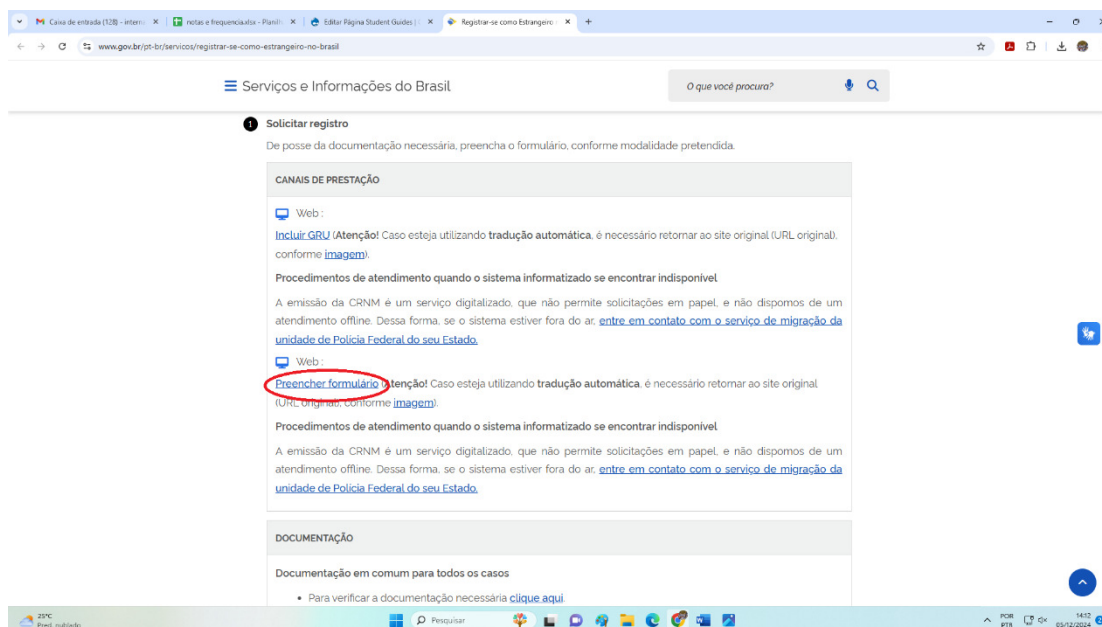 Caixa de entrada (128) - interna
notas e frequencia.xlsx - Planilh
Editar Página Student Guides |
Registrar-se como Estrangeiro
www.gov.br/pt-br/servicos/registrar-se-como-estrangeiro-no-brasil
Serviços e Informações do Brasil
O que você procura?
1 Solicitar registro
De posse da documentação necessária, preencha o formulário, conforme modalidade pretendida.
CANAIS DE PRESTAÇÃO
Web :
Incluir GRU (Atenção! Caso esteja utilizando tradução automática, é necessário retornar ao site original (URL original),
conforme imagem).
Procedimentos de atendimento quando o sistema informatizado se encontrar indisponível
A emissão da CRNM é um serviço digitalizado, que não permite solicitações em papel, e não dispomos de um
atendimento offline. Dessa forma, se o sistema estiver fora do ar, entre em contato com o serviço de migração da
unidade de Polícia Federal do seu Estado.
Web :
Preencher formulário (Atenção! Caso esteja utilizando tradução automática, é necessário retornar ao site original
(URL original), conforme imagem).
Procedimentos de atendimento quando o sistema informatizado se encontrar indisponível
A emissão da CRNM é um serviço digitalizado, que não permite solicitações em papel, e não dispomos de um
atendimento offline. Dessa forma, se o sistema estiver fora do ar, entre em contato com o serviço de migração da
unidade de Polícia Federal do seu Estado.
DOCUMENTAÇÃO
Documentação em comum para todos os casos
• Para verificar a documentação necessária clique aqui.
25°C
Pred. nublado
Pesquisar
POR
PTB
14:12
05/12/2024